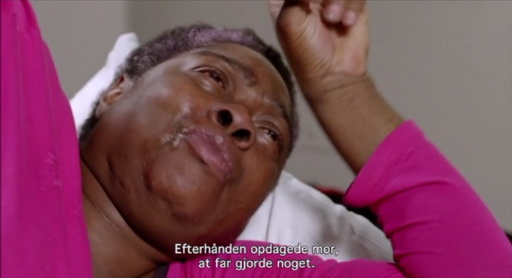 Efterhånden opdagede mor,
at far gjorde noget.